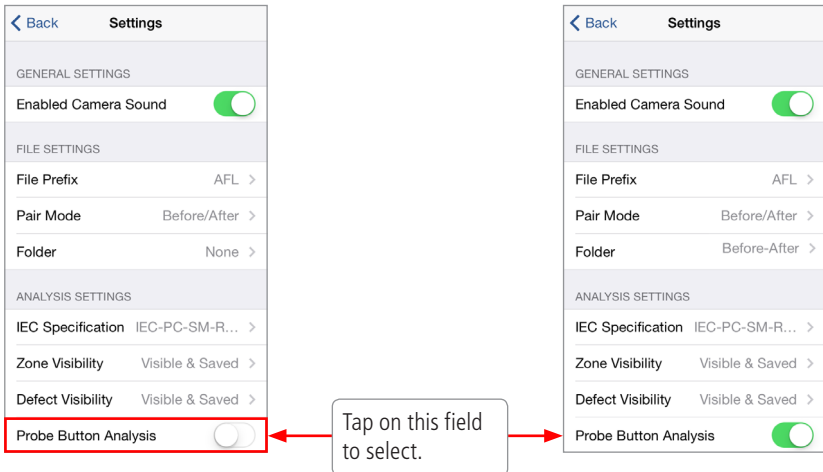 Back Settings
GENERAL SETTINGS
Enabled Camera Sound
FILE SETTINGS
File Prefix AFL
Pair Mode Before/After
Folder None
ANALYSIS SETTINGS
IEC Specification IEC-PC-SM-R...
Zone Visibility Visible & Saved
Defect Visibility Visible & Saved
Probe Button Analysis
Tap on this field
to select.
Back Settings
GENERAL SETTINGS
Enabled Camera Sound
FILE SETTINGS
File Prefix AFL
Pair Mode Before/After
Folder Before-After
ANALYSIS SETTINGS
IEC Specification IEC-PC-SM-R...
Zone Visibility Visible & Saved
Defect Visibility Visible & Saved
Probe Button Analysis